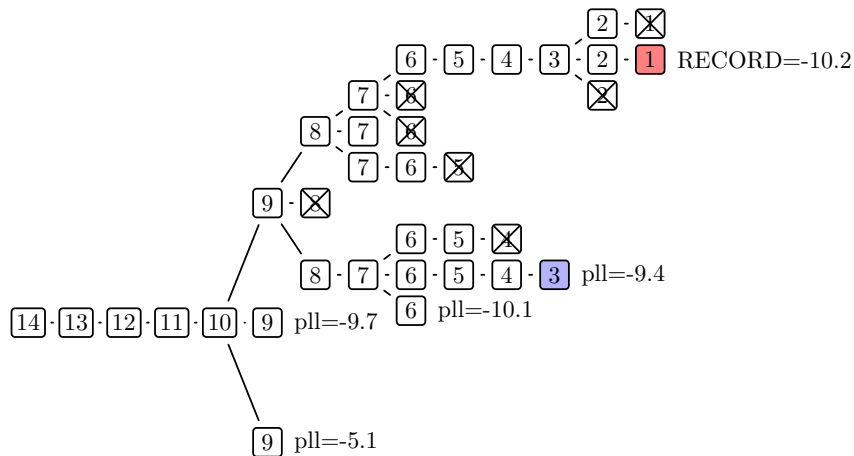 2 1
6 5 4 3 2 1 RECORD=-10.2
7 6 2
8 7 6
7 6 5
9 8
6 5 4
8 7 6 5 4 3 pll=-9.4
6 pll=-10.1
14 13 12 11 10 9 pll=-9.7
9 pll=-5.1